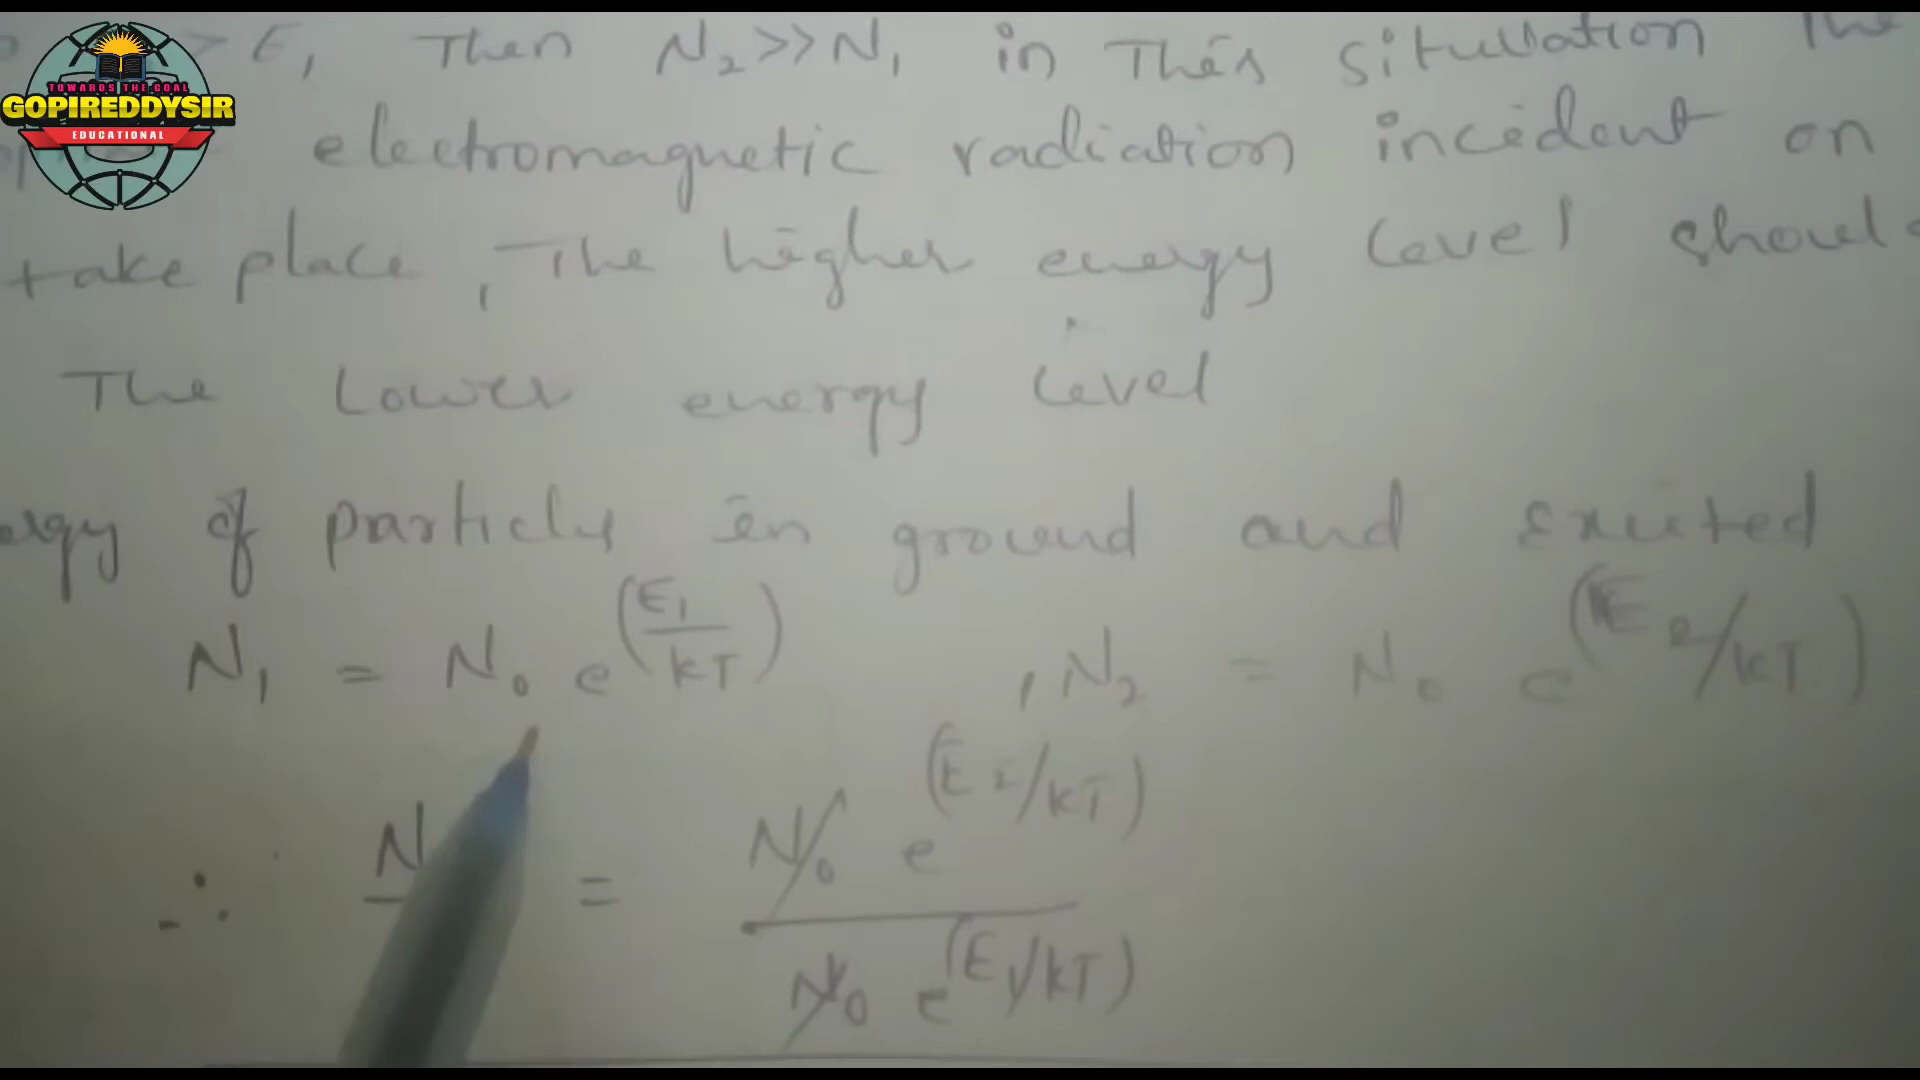 TOWARDS THE GOAL
GOPIREDDYSIR
EDUCATIONAL
> E, Then N₂>>N₁ in This situation The
electromagnetic radiation incident on
take place, The higher energy level should
The Lower energy level
ergy of particles in ground and excited
N₁ = N₀ e^(E₁/kT) , N₂ = N₀ e^(E₂/kT)
∴ N = N₀ e^(E₂/kT) / N₀ e^(E₁/kT)